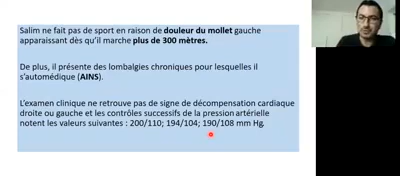 Salim ne fait pas de sport en raison de douleur du mollet gauche
apparaissant dès qu'il marche plus de 300 mètres.
De plus, il présente des lombalgies chroniques pour lesquelles il
s'automédique (AINS).
L'examen clinique ne retrouve pas de signe de décompensation cardiaque
droite ou gauche et les contrôles successifs de la pression artérielle
notent les valeurs suivantes : 200/110; 194/104; 190/108 mm Hg.